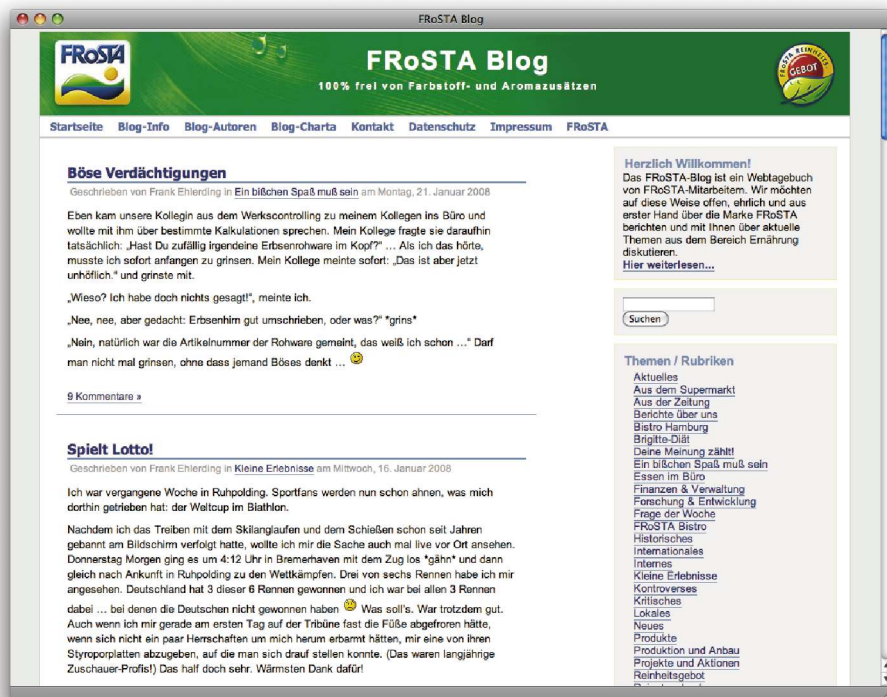 FRoSTA Blog
FRoSTA
FRoSTA Blog
100% frei von Farbstoff- und Aromazusätzen
FRoSTA REINHEITS
GEBOT
Startseite Blog-Info Blog-Autoren Blog-Charta Kontakt Datenschutz Impressum FRoSTA
Böse Verdächtigungen
Geschrieben von Frank Ehlerding in Ein bißchen Spaß muß sein am Montag, 21. Januar 2008
Eben kam unsere Kollegin aus dem Werkscontrolling zu meinem Kollegen ins Büro und
wollte mit ihm über bestimmte Kalkulationen sprechen. Mein Kollege fragte sie daraufhin
tatsächlich: „Hast Du zufällig irgendeine Erbsenrohware im Kopf?“ … Als ich das hörte,
musste ich sofort anfangen zu grinsen. Mein Kollege meinte sofort: „Das ist aber jetzt
unhöflich.“ und grinste mit.
„Wieso? Ich habe doch nichts gesagt!“, meinte ich.
„Nee, nee, aber gedacht: Erbsenhirn gut umschrieben, oder was?“ *grins*
„Nein, natürlich war die Artikelnummer der Rohware gemeint, das weiß ich schon …“ Darf
man nicht mal grinsen, ohne dass jemand Böses denkt …
9 Kommentare »
Spielt Lotto!
Geschrieben von Frank Ehlerding in Kleine Erlebnisse am Mittwoch, 16. Januar 2008
Ich war vergangene Woche in Ruhpolding. Sportfans werden nun schon ahnen, was mich
dorthin getrieben hat: der Weltcup im Biathlon.
Nachdem ich das Treiben mit dem Skilanglaufen und dem Schießen schon seit Jahren
gebannt am Bildschirm verfolgt hatte, wollte ich mir die Sache auch mal live vor Ort ansehen.
Donnerstag Morgen ging es um 4:12 Uhr in Bremerhaven mit dem Zug los *gähn* und dann
gleich nach Ankunft in Ruhpolding zu den Wettkämpfen. Drei von sechs Rennen habe ich mir
angesehen. Deutschland hat 3 dieser 6 Rennen gewonnen und ich war bei allen 3 Rennen
dabei … bei denen die Deutschen nicht gewonnen haben Was soll's. War trotzdem gut.
Auch wenn ich mir gerade am ersten Tag auf der Tribüne fast die Füße abgefroren hätte,
wenn sich nicht ein paar Herrschaften um mich herum erbarmt hätten, mir eine von ihren
Styroporplatten abzugeben, auf die man sich drauf stellen konnte. (Das waren langjährige
Zuschauer-Profis!) Das half doch sehr. Wärmsten Dank dafür!
Herzlich Willkommen!
Das FRoSTA-Blog ist ein Webtagebuch
von FRoSTA-Mitarbeitern. Wir möchten
auf diese Weise offen, ehrlich und aus
erster Hand über die Marke FRoSTA
berichten und mit Ihnen über aktuelle
Themen aus dem Bereich Ernährung
diskutieren.
Hier weiterlesen...
Suchen
Themen / Rubriken
Aktuelles
Aus dem Supermarkt
Aus der Zeitung
Berichte über uns
Bistro Hamburg
Brigitte-Diät
Deine Meinung zählt!
Ein bißchen Spaß muß sein
Essen im Büro
Finanzen & Verwaltung
Forschung & Entwicklung
Frage der Woche
FRoSTA Bistro
Historisches
Internationales
Internes
Kleine Erlebnisse
Kontroverses
Kritisches
Lokales
Neues
Produkte
Produktion und Anbau
Projekte und Aktionen
Reinheitsgebot